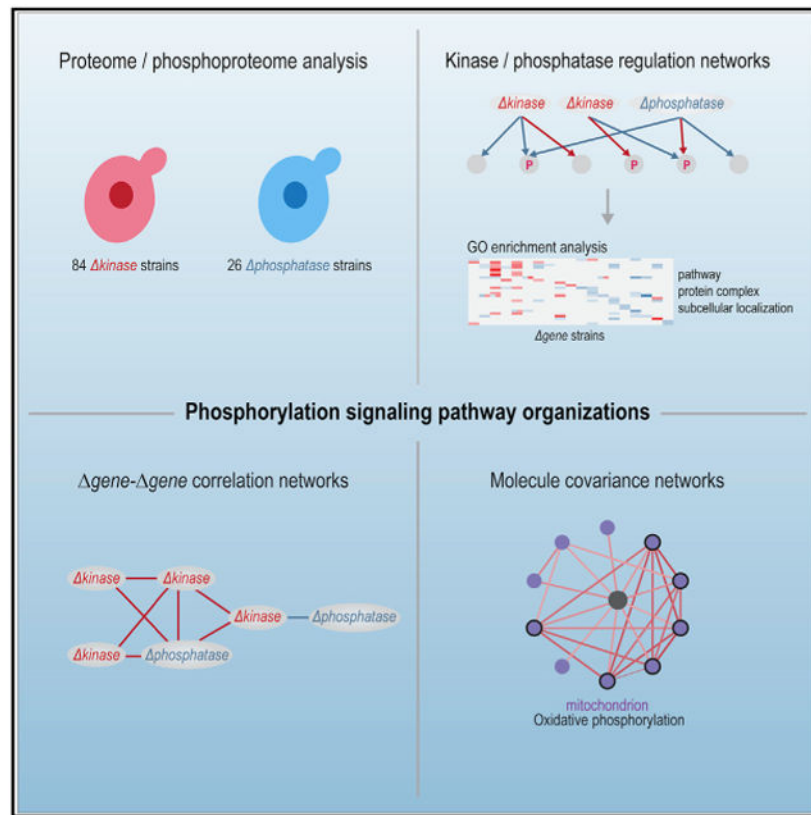 Proteome / phosphoproteome analysis
84 Δkinase strains
26 Δphosphatase strains
Kinase / phosphatase regulation networks
Δkinase Δkinase Δphosphatase
P P P
GO enrichment analysis
pathway
protein complex
subcellular localization
Δgene strains
Phosphorylation signaling pathway organizations
Δgene-Δgene correlation networks
Δkinase Δkinase
Δkinase Δphosphatase
Δkinase Δphosphatase
Molecule covariance networks
mitochondrion
Oxidative phosphorylation